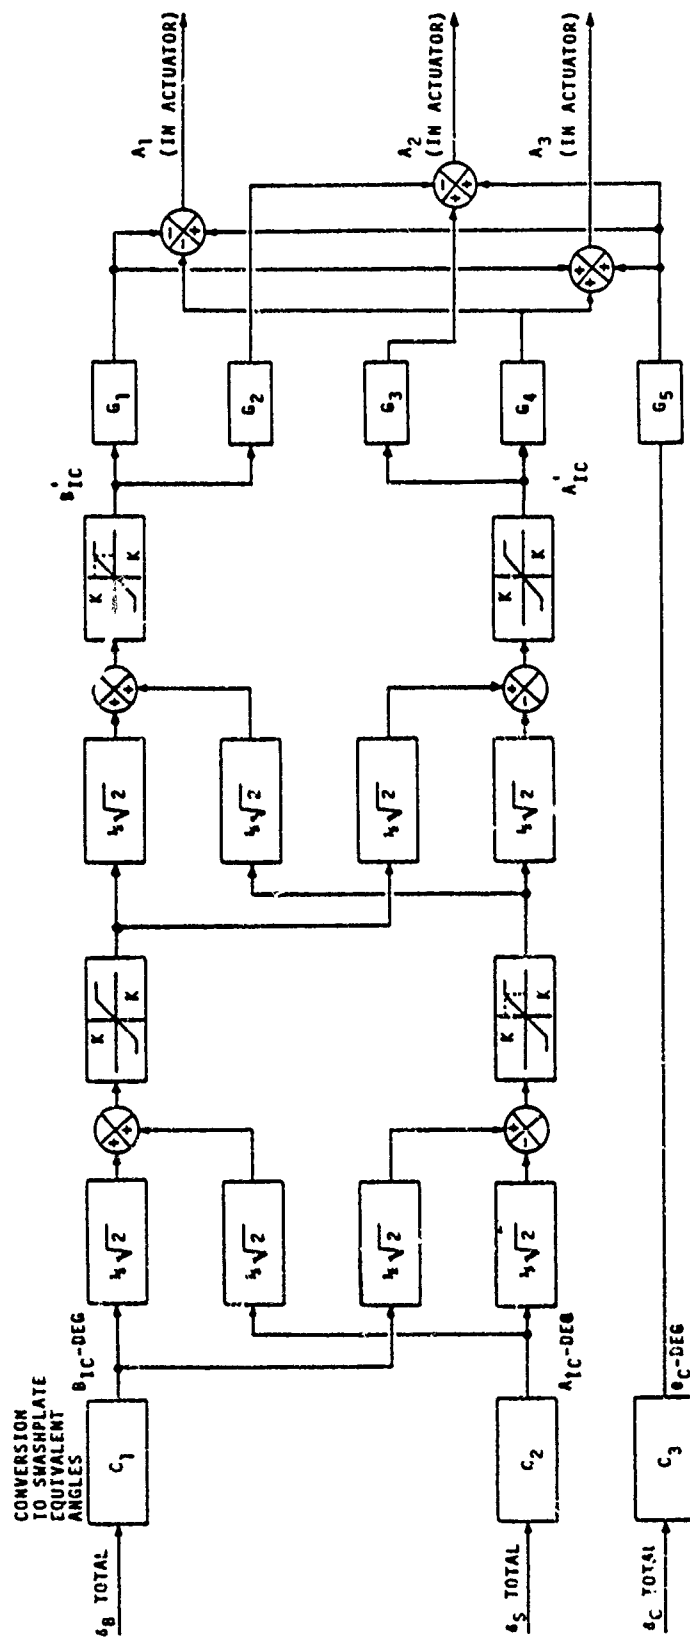 CONVERSION
TO SWASHPLATE
EQUIVALENT
ANGLES
δB TOTAL
C1
B1C-DEG
½√2
½√2
K
K
½√2
½√2
K
K
B'1C
G1
G2
A1
(IN ACTUATOR)
δS TOTAL
C2
A1C-DEG
½√2
½√2
K
K
½√2
½√2
K
K
A'1C
G3
G4
A2
(IN ACTUATOR)
A3
(IN ACTUATOR)
δC TOTAL
C3
θC-DEG
G5
+ +
+ -
+ +
+ -
- - +
- + +
+ + + +